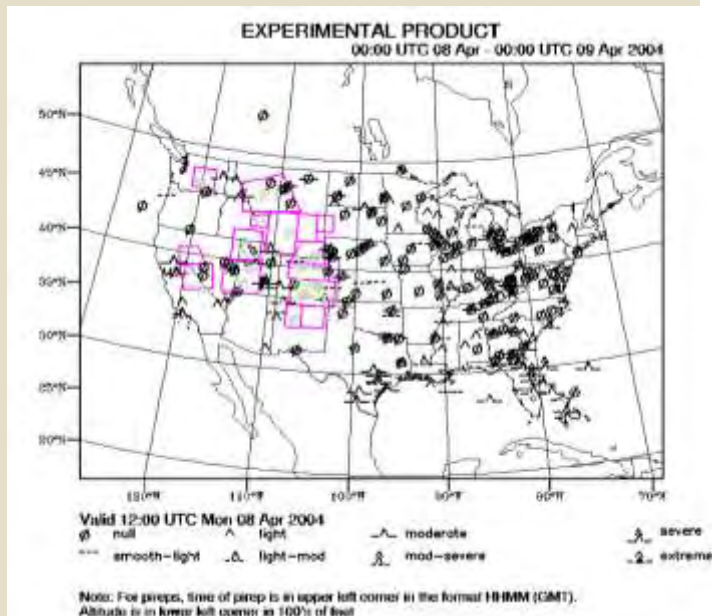 EXPERIMENTAL PRODUCT
00:00 UTC 08 Apr - 00:00 UTC 09 Apr 2004
50°N
45°N
40°N
35°N
30°N
25°N
20°N
120°W 110°W 100°W 90°W 80°W 70°W
Valid 12:00 UTC Mon 08 Apr 2004
null light moderate severe
smooth-light light-mod mod-severe extreme
Note: For pireps, time of pirep is in upper left corner in the format HHMM (GMT).
Altitude is in lower left corner in 100's of feet